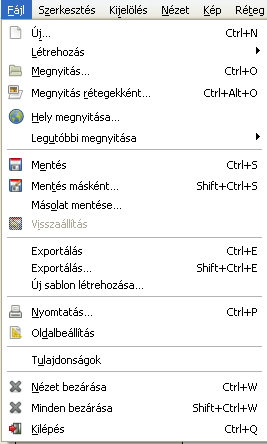 Fájl Szerkesztés Kijelölés Nézet Kép Réteg
Új... Ctrl+N
Létrehozás
Megnyitás... Ctrl+O
Megnyitás rétegekként... Ctrl+Alt+O
Hely megnyitása...
Legutóbbi megnyitása
Mentés Ctrl+S
Mentés másként... Shift+Ctrl+S
Másolat mentése...
Visszaállítás
Exportálás Ctrl+E
Exportálás... Shift+Ctrl+E
Új sablon létrehozása...
Nyomtatás... Ctrl+P
Oldalbeállítás
Tulajdonságok
Nézet bezárása Ctrl+W
Minden bezárása Shift+Ctrl+W
Kilépés Ctrl+Q